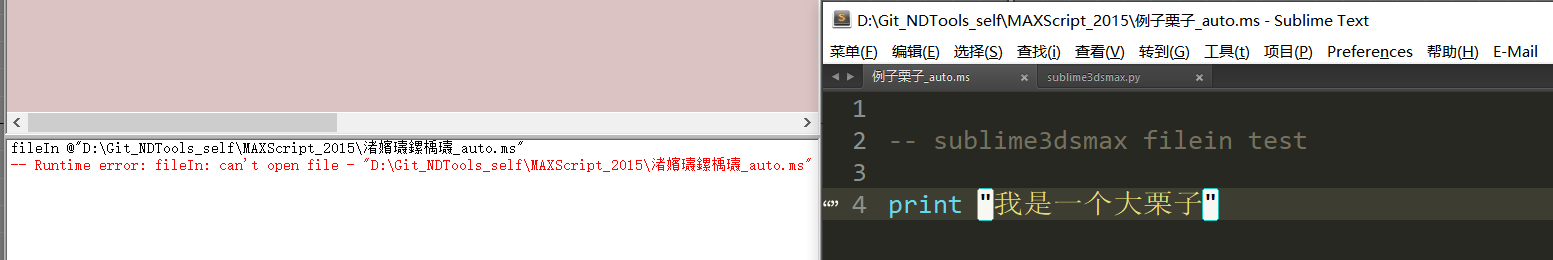 fileIn @"D:\Git_NDTools_self\MAXScript_2015\渚嬪瓙鏍楀瓙_auto.ms"
-- Runtime error: fileIn: can't open file - "D:\Git_NDTools_self\MAXScript_2015\渚嬪瓙鏍楀瓙_auto.ms"
D:\Git_NDTools_self\MAXScript_2015\例子栗子_auto.ms - Sublime Text
菜单(F) 编辑(E) 选择(S) 查找(i) 查看(V) 转到(G) 工具(t) 项目(P) Preferences 帮助(H) E-Mail
例子栗子_auto.ms × sublime3dsmax.py ×
1
2 -- sublime3dsmax filein test
3
4 print "我是一个大栗子"